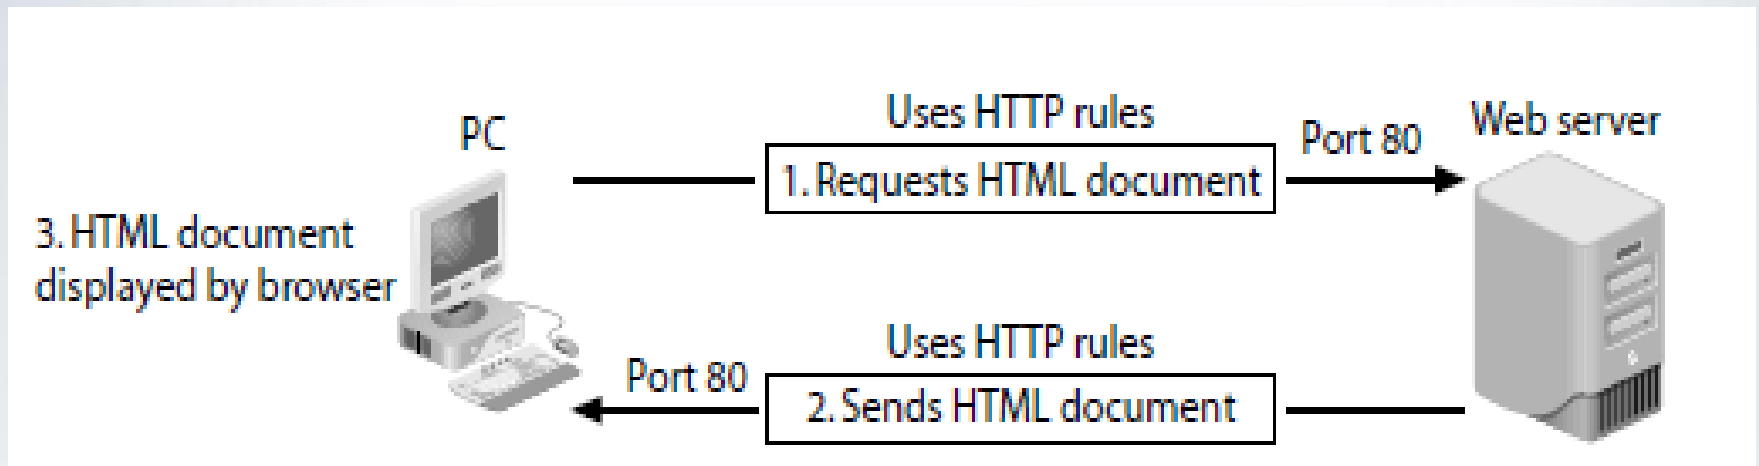 PC
Uses HTTP rules
1. Requests HTML document
Port 80
Web server
3. HTML document
displayed by browser
Uses HTTP rules
Port 80
2. Sends HTML document